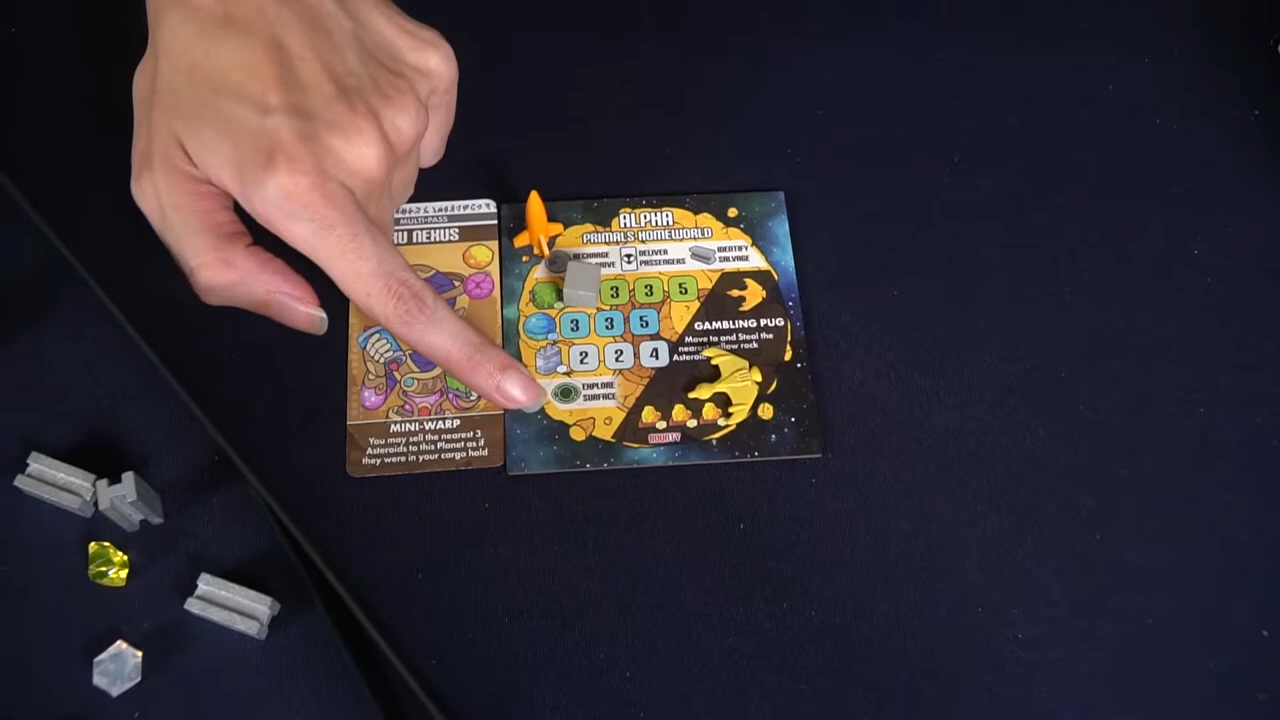 MULTI-PASS
NEXUS
MINI-WARP
You may sell the nearest 3
Asteroids to this Planet as if
they were in your cargo hold
ALPHA
PRIMALS HOMEWORLD
RECHARGE
DELIVER
PASSENGERS
IDENTIFY
SALVAGE
3 3 5
3 3 5
2 2 4
EXPLORE
SURFACE
GAMBLING PUG
Move to and Steal the
nearest yellow rock
BOUNTY